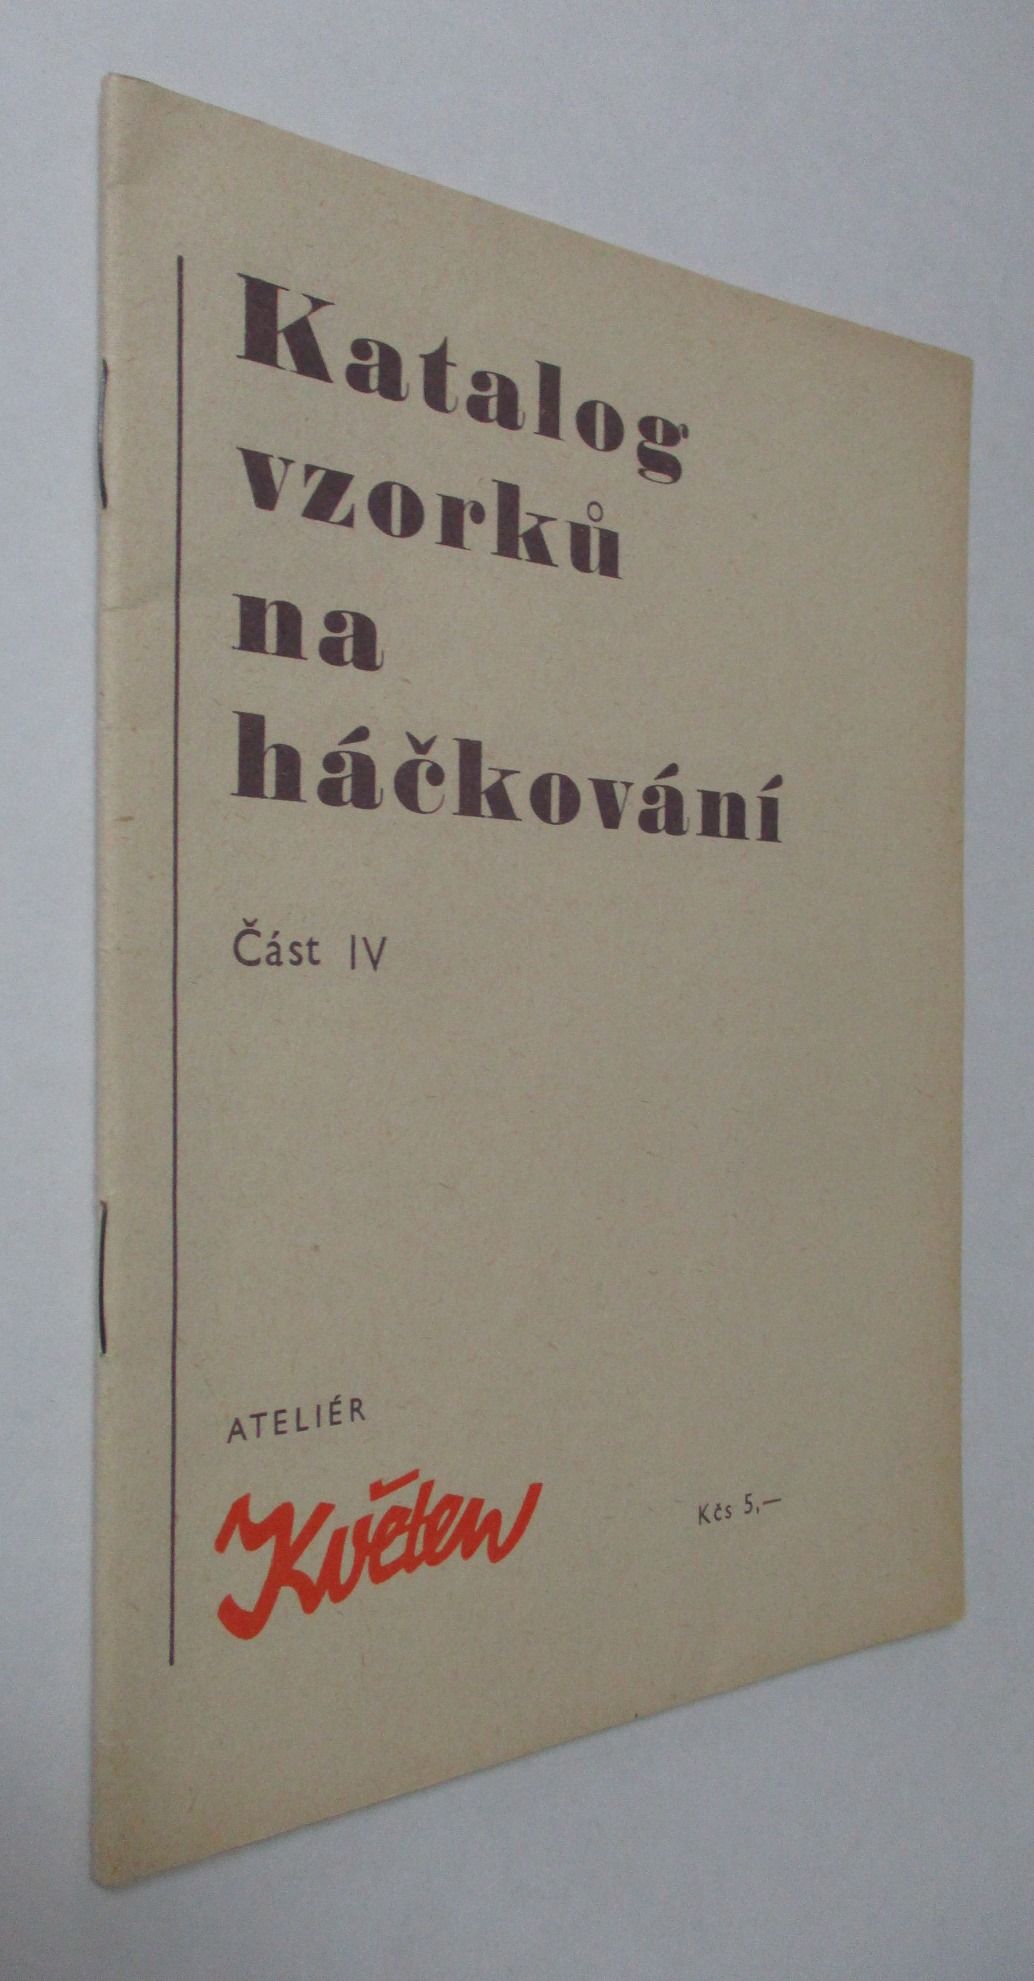 Katalog
vzorků
na
háčkování
Část IV
ATELIÉR
Květen
Kčs 5,—